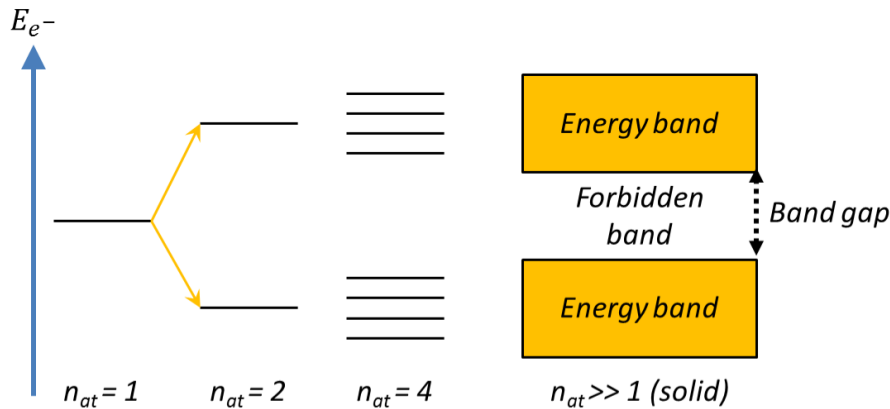 E_e⁻
Energy band
Forbidden
band
Band gap
Energy band
n_at = 1
n_at = 2
n_at = 4
n_at >> 1 (solid)